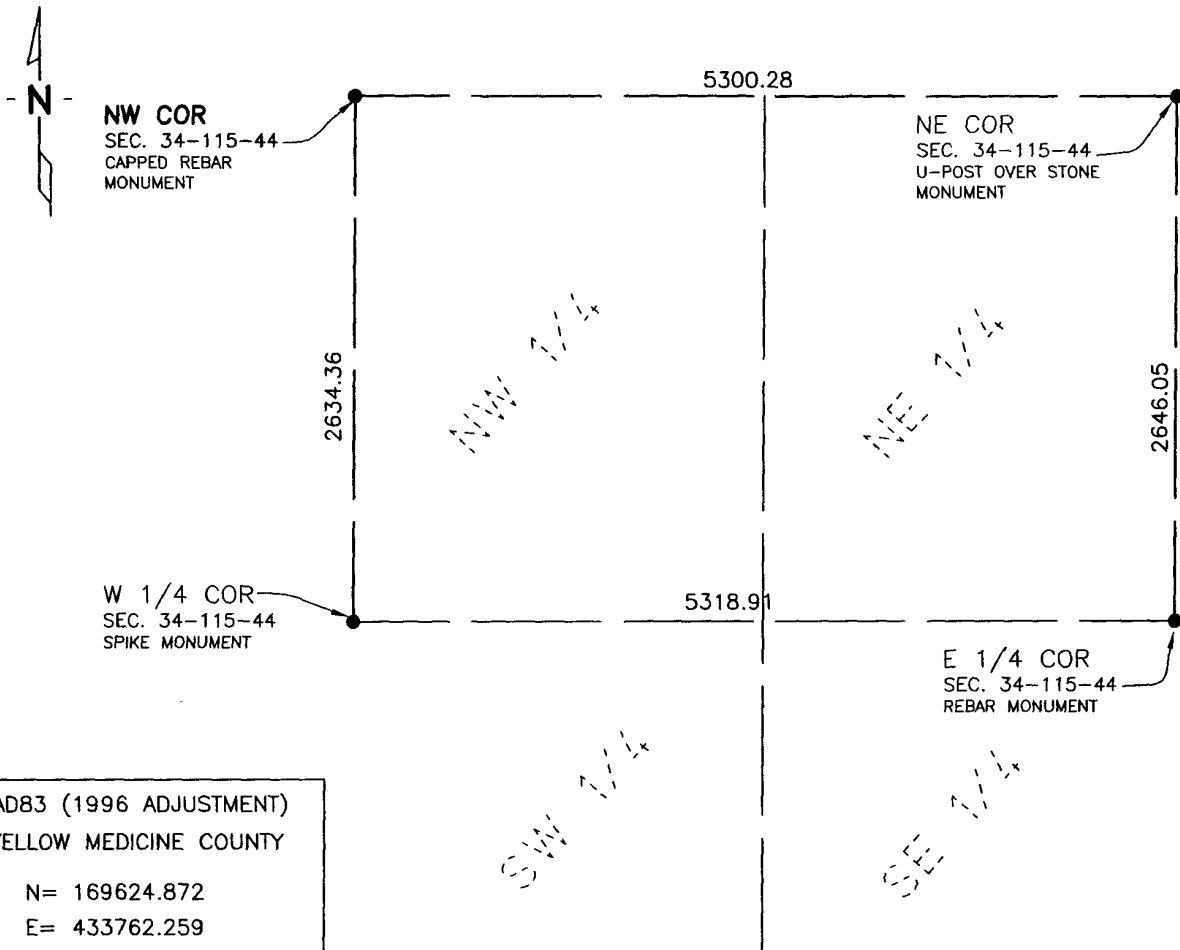 N
5300.28
NW COR
SEC. 34-115-44
CAPPED REBAR
MONUMENT
NE COR
SEC. 34-115-44
U-POST OVER STONE
MONUMENT
NW 1/4
NE 1/4
2634.36
2646.05
W 1/4 COR
SEC. 34-115-44
SPIKE MONUMENT
5318.91
E 1/4 COR
SEC. 34-115-44
REBAR MONUMENT
SW 1/4
SE 1/4
AD83 (1996 ADJUSTMENT)
YELLOW MEDICINE COUNTY
N= 169624.872
E= 433762.259